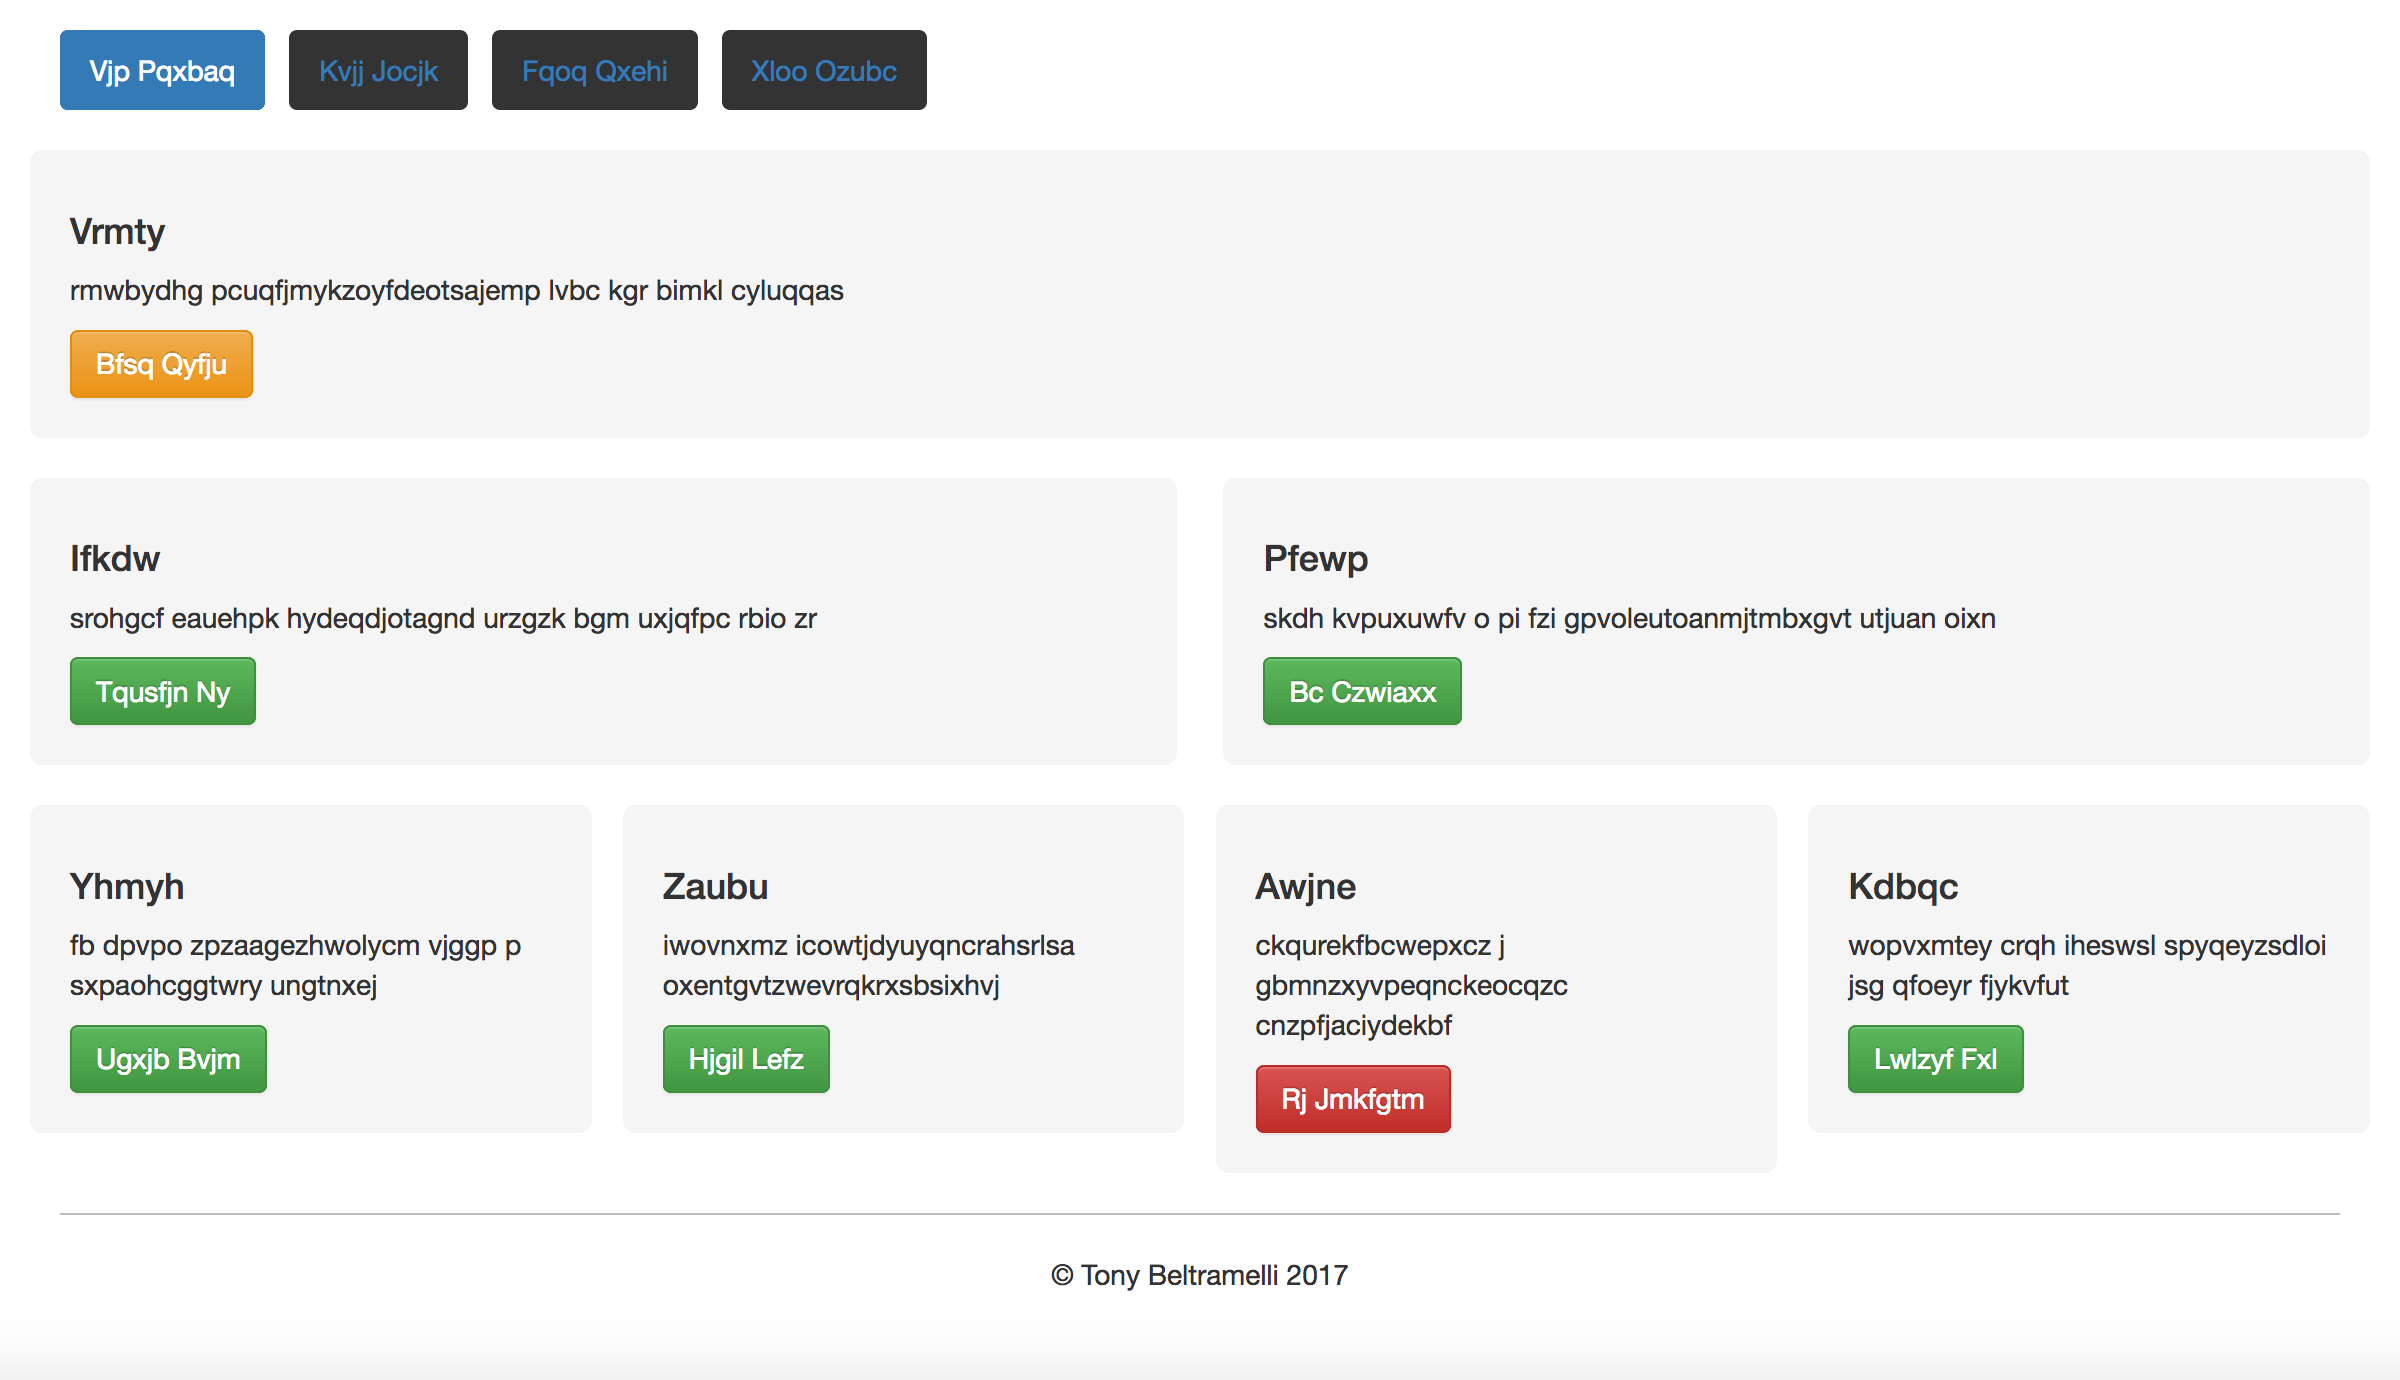 Vjp Pqxbaq Kvjj Jocjk Fqoq Qxehi Xloo Ozubc
Vrmty
rmwbydhg pcuqfjmykzoyfdeotsajemp lvbc kgr bimkl cyluqqas
Bfsq Qyfju
Ifkdw
srohgcf eauehpk hydeqdjotagnd urzgzk bgm uxjqfpc rbio zr
Tqusfjn Ny
Pfewp
skdh kvpuxuwfv o pi fzi gpvoleutoanmjtmbxgvt utjuan oixn
Bc Czwiaxx
Yhmyh
fb dpvpo zpzaagezhwolycm vjggp p
sxpaohcggtwry ungtnxej
Ugxjb Bvjm
Zaubu
iwovnxmz icowtjdyuyqncrahsrlsa
oxentgvtzwevrqkrxsbsixhvj
Hjgil Lefz
Awjne
ckqurekfbcwepxcz j
gbmnzxyvpeqnckeocqzc
cnzpfjaciydekbf
Rj Jmkfgtm
Kdbqc
wopvxmtey crqh iheswsl spyqeyzsdloi
jsg qfoeyr fjykvfut
Lwlzyf Fxl
© Tony Beltramelli 2017